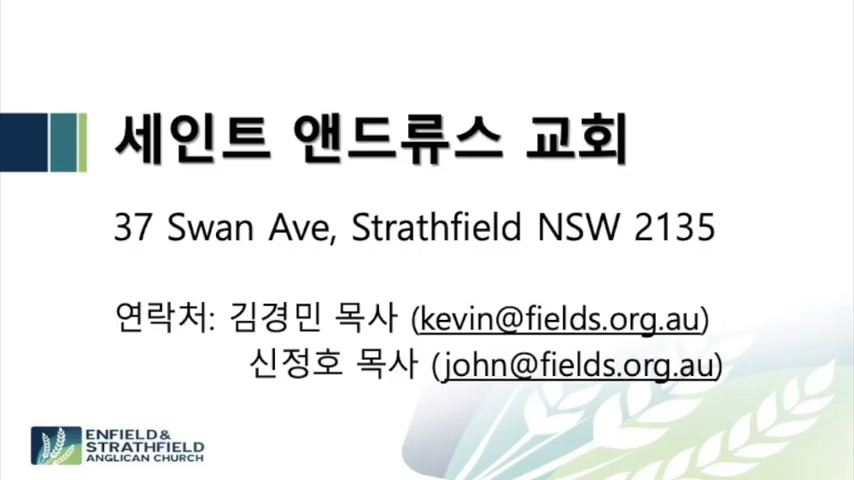 세인트 앤드류스 교회
37 Swan Ave, Strathfield NSW 2135
연락처: 김경민 목사 (kevin@fields.org.au)
신정호 목사 (john@fields.org.au)
ENFIELD &
STRATHFIELD
ANGLICAN CHURCH